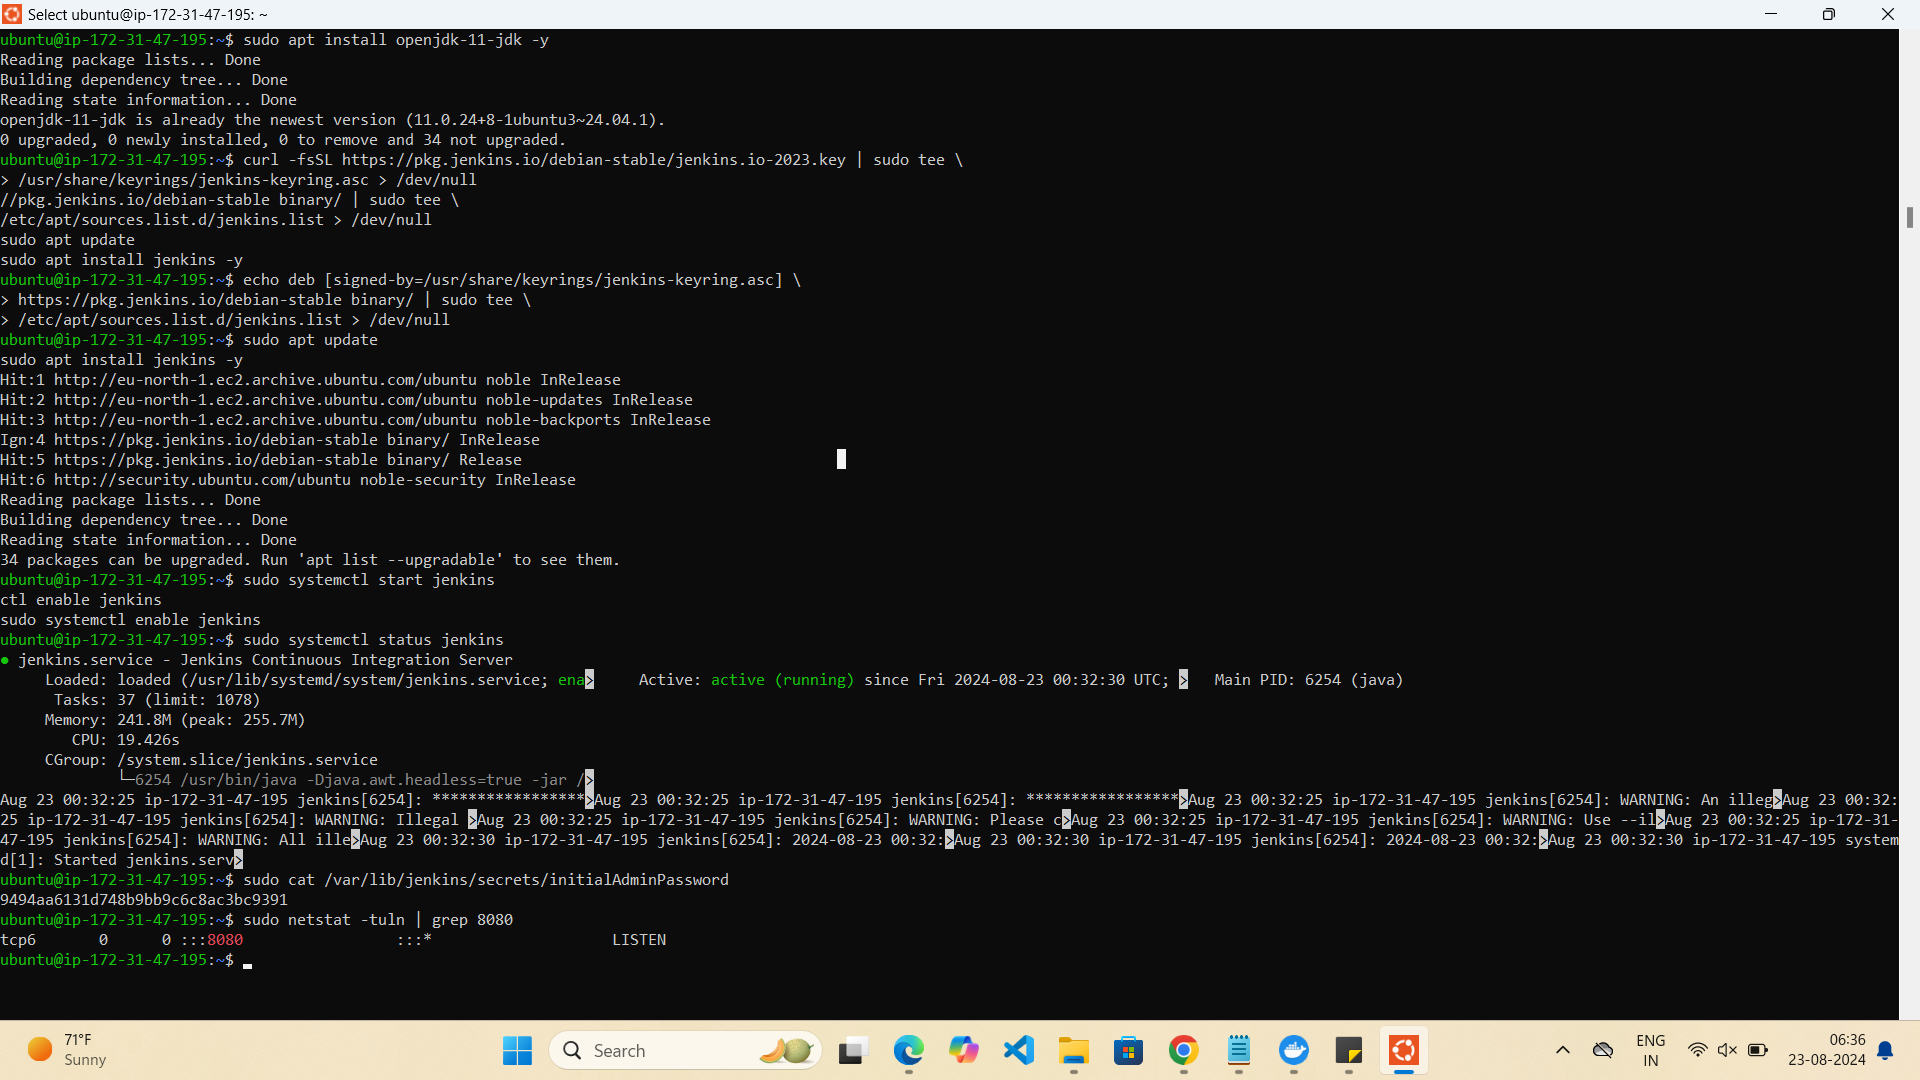 Select ubuntu@ip-172-31-47-195: ~
ubuntu@ip-172-31-47-195:~$ sudo apt install openjdk-11-jdk -y
Reading package lists... Done
Building dependency tree... Done
Reading state information... Done
openjdk-11-jdk is already the newest version (11.0.24+8-1ubuntu3~24.04.1).
0 upgraded, 0 newly installed, 0 to remove and 34 not upgraded.
ubuntu@ip-172-31-47-195:~$ curl -fsSL https://pkg.jenkins.io/debian-stable/jenkins.io-2023.key | sudo tee \
> /usr/share/keyrings/jenkins-keyring.asc > /dev/null
//pkg.jenkins.io/debian-stable binary/ | sudo tee \
/etc/apt/sources.list.d/jenkins.list > /dev/null
sudo apt update
sudo apt install jenkins -y
ubuntu@ip-172-31-47-195:~$ echo deb [signed-by=/usr/share/keyrings/jenkins-keyring.asc] \
> https://pkg.jenkins.io/debian-stable binary/ | sudo tee \
> /etc/apt/sources.list.d/jenkins.list > /dev/null
ubuntu@ip-172-31-47-195:~$ sudo apt update
sudo apt install jenkins -y
Hit:1 http://eu-north-1.ec2.archive.ubuntu.com/ubuntu noble InRelease
Hit:2 http://eu-north-1.ec2.archive.ubuntu.com/ubuntu noble-updates InRelease
Hit:3 http://eu-north-1.ec2.archive.ubuntu.com/ubuntu noble-backports InRelease
Ign:4 https://pkg.jenkins.io/debian-stable binary/ InRelease
Hit:5 https://pkg.jenkins.io/debian-stable binary/ Release
Hit:6 http://security.ubuntu.com/ubuntu noble-security InRelease
Reading package lists... Done
Building dependency tree... Done
Reading state information... Done
34 packages can be upgraded. Run 'apt list --upgradable' to see them.
ubuntu@ip-172-31-47-195:~$ sudo systemctl start jenkins
ctl enable jenkins
sudo systemctl enable jenkins
ubuntu@ip-172-31-47-195:~$ sudo systemctl status jenkins
● jenkins.service - Jenkins Continuous Integration Server
     Loaded: loaded (/usr/lib/systemd/system/jenkins.service; ena>     Active: active (running) since Fri 2024-08-23 00:32:30 UTC; >   Main PID: 6254 (java)
      Tasks: 37 (limit: 1078)
     Memory: 241.8M (peak: 255.7M)
        CPU: 19.426s
     CGroup: /system.slice/jenkins.service
             └─6254 /usr/bin/java -Djava.awt.headless=true -jar />
Aug 23 00:32:25 ip-172-31-47-195 jenkins[6254]: *****************>Aug 23 00:32:25 ip-172-31-47-195 jenkins[6254]: *****************>Aug 23 00:32:25 ip-172-31-47-195 jenkins[6254]: WARNING: An illeg>Aug 23 00:32:
25 ip-172-31-47-195 jenkins[6254]: WARNING: Illegal >Aug 23 00:32:25 ip-172-31-47-195 jenkins[6254]: WARNING: Please c>Aug 23 00:32:25 ip-172-31-47-195 jenkins[6254]: WARNING: Use --il>Aug 23 00:32:25 ip-172-31-
47-195 jenkins[6254]: WARNING: All ille>Aug 23 00:32:30 ip-172-31-47-195 jenkins[6254]: 2024-08-23 00:32:>Aug 23 00:32:30 ip-172-31-47-195 jenkins[6254]: 2024-08-23 00:32:>Aug 23 00:32:30 ip-172-31-47-195 system
d[1]: Started jenkins.serv>
ubuntu@ip-172-31-47-195:~$ sudo cat /var/lib/jenkins/secrets/initialAdminPassword
9494aa6131d748b9bb9c6c8ac3bc9391
ubuntu@ip-172-31-47-195:~$ sudo netstat -tuln | grep 8080
tcp6       0      0 :::8080                 :::*                    LISTEN
ubuntu@ip-172-31-47-195:~$
71°F
Sunny
Search
ENG
IN
06:36
23-08-2024